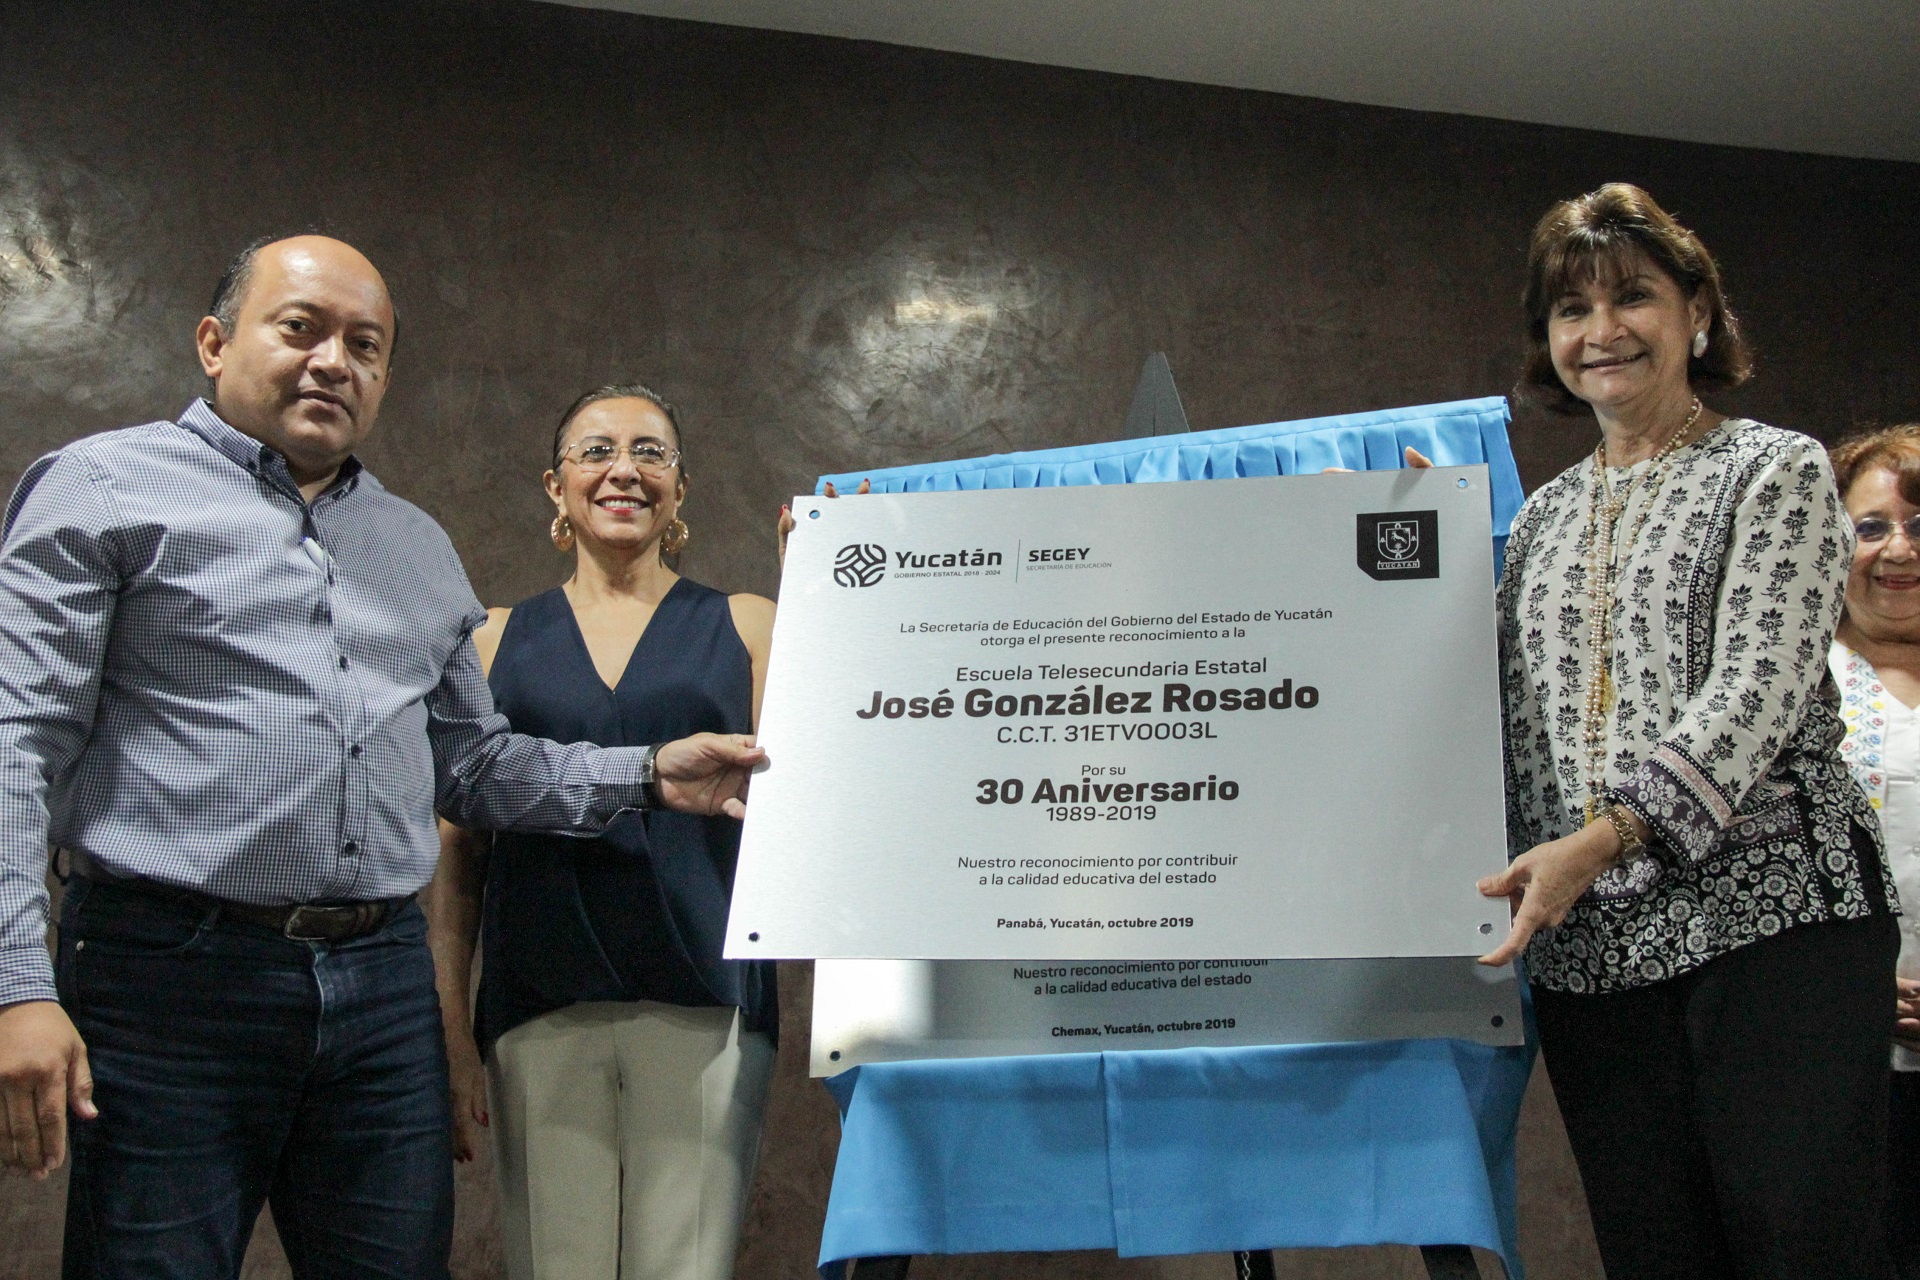 Yucatán
GOBIERNO ESTATAL 2018 - 2024
SEGEY
SECRETARÍA DE EDUCACIÓN
YUCATÁN
La Secretaría de Educación del Gobierno del Estado de Yucatán
otorga el presente reconocimiento a la
Escuela Telesecundaria Estatal
José González Rosado
C.C.T. 31ETV0003L
Por su
30 Aniversario
1989-2019
Nuestro reconocimiento por contribuir
a la calidad educativa del estado
Panabá, Yucatán, octubre 2019
Nuestro reconocimiento por contribuir
a la calidad educativa del estado
Chemax, Yucatán, octubre 2019